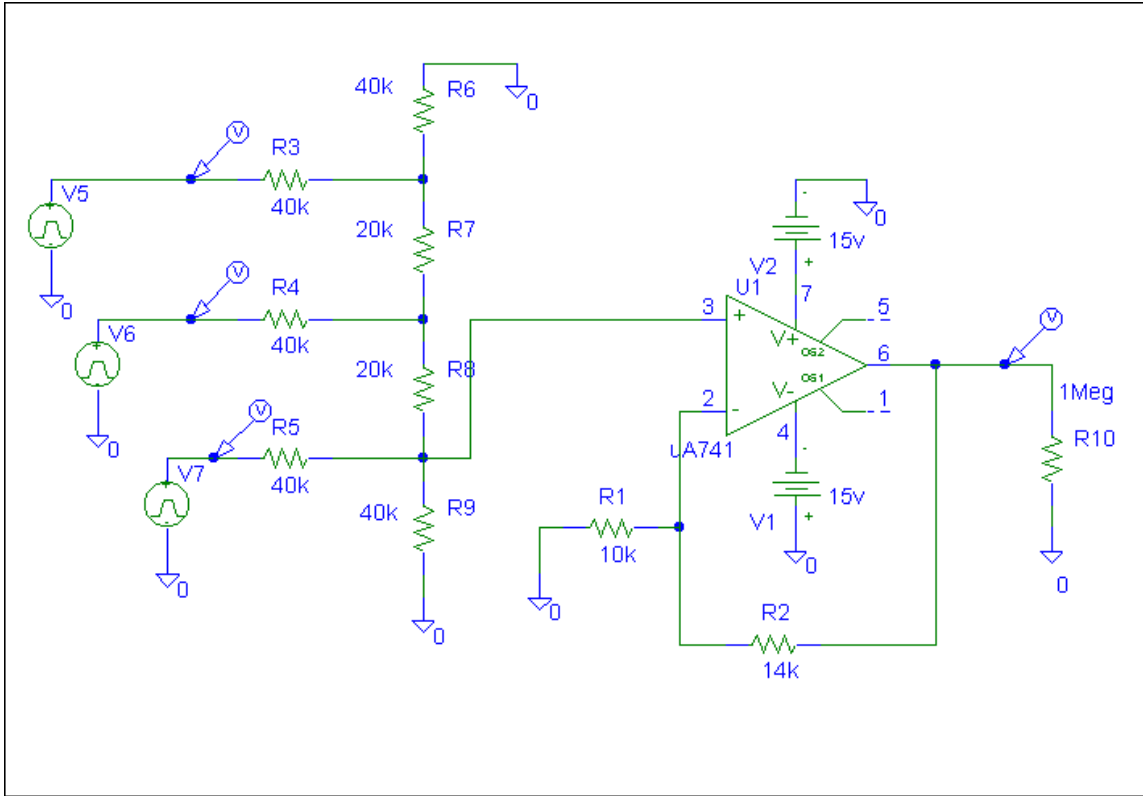 40k R6
0
V
R3
V5
40k
20k R7
0
15v
V
R4
V2
0
V6
40k
U1
7
3
+
5
V+
OS2
6
V
20k R8
OS1
V-
2
-
1
1Meg
4
uA741
R10
V
R5
V7
40k
0
40k R9
R1
10k
V1
15v
0
0
0
0
0
R2
14k